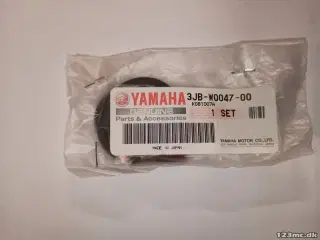 YAMAHA
GENUINE
Parts & Accessories
3JB-W0047-00
1 SET
MADE IN JAPAN
YAMAHA MOTOR CO.,LTD.
123mc.dk